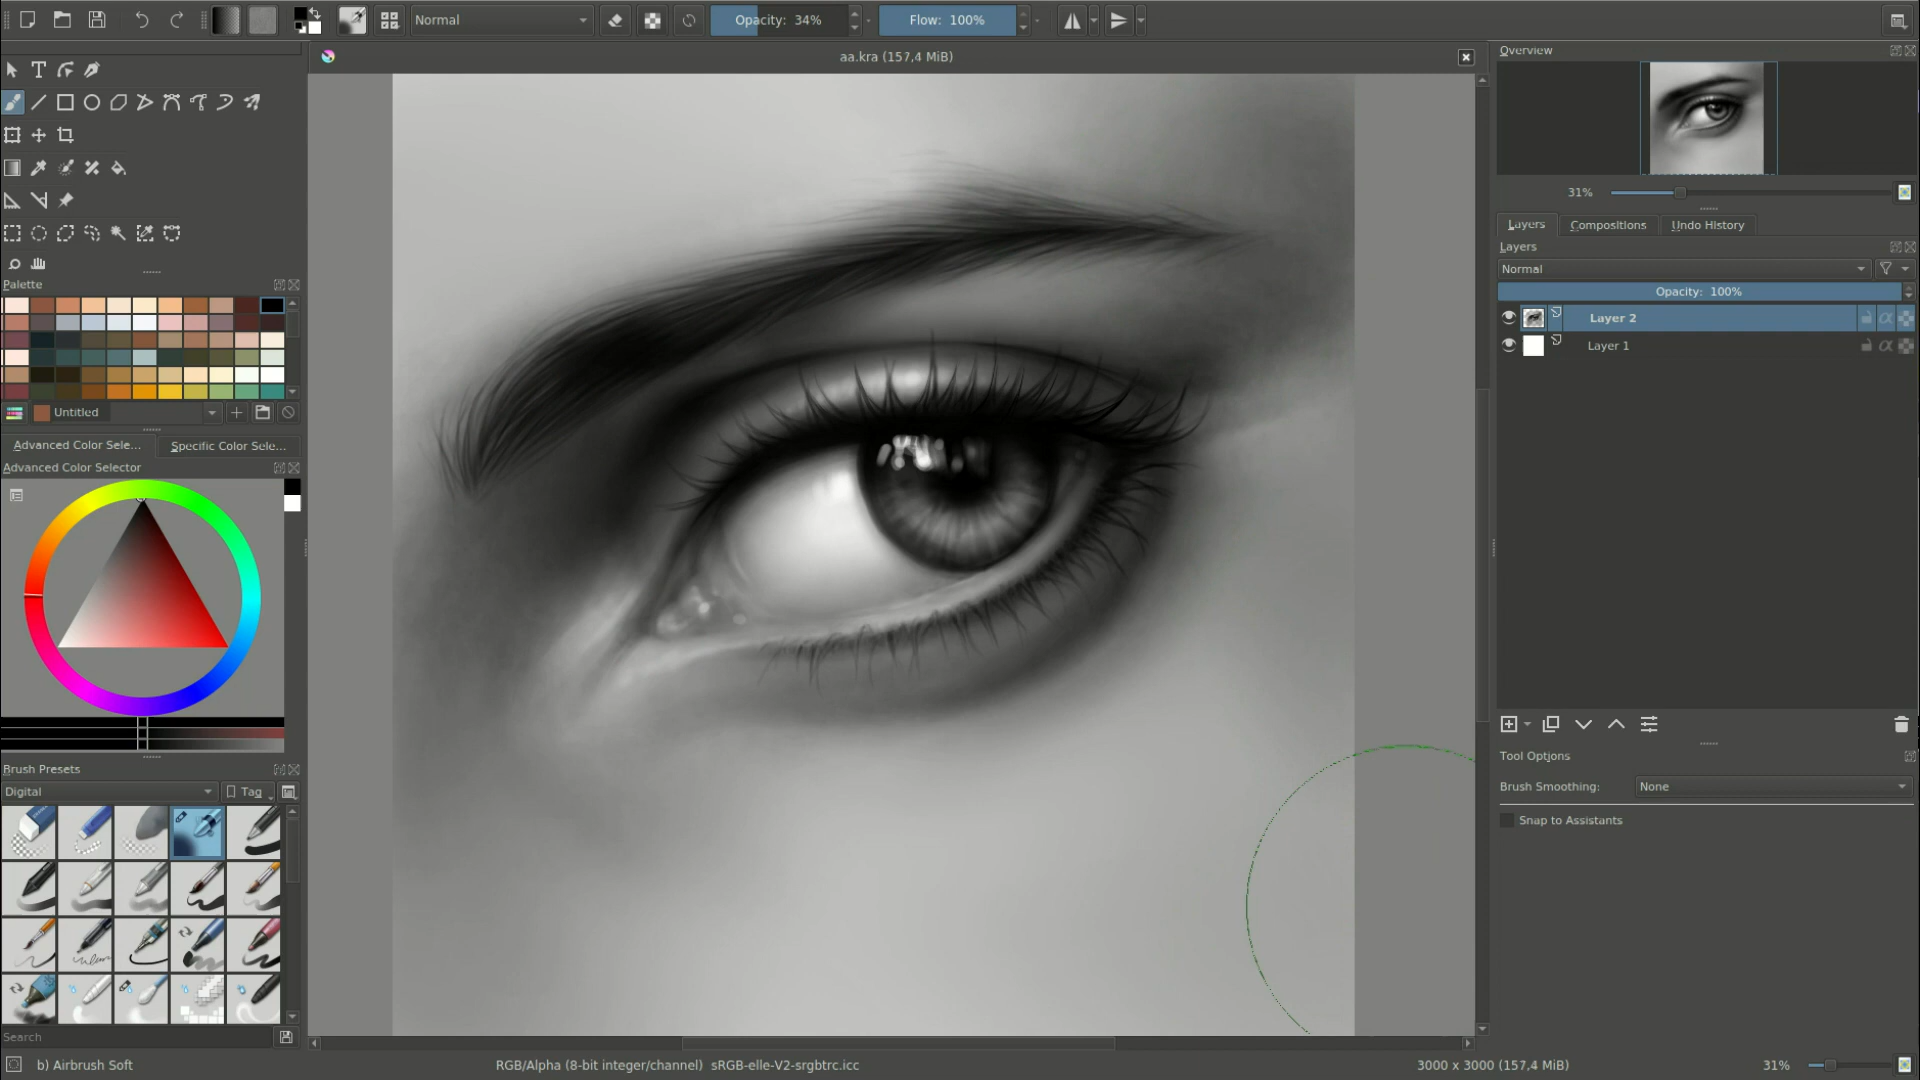 Normal
Opacity: 34%
Flow: 100%
aa.kra (157,4 MiB)
Overview
31%
Layers
Compositions
Undo History
Layers
Normal
Opacity: 100%
Layer 2
Layer 1
Tool Options
Brush Smoothing:
None
Snap to Assistants
Palette
Untitled
Advanced Color Sele...
Specific Color Sele...
Advanced Color Selector
Brush Presets
Digital
Tag
Search
b) Airbrush Soft
RGB/Alpha (8-bit integer/channel) sRGB-elle-V2-srgbtrc.icc
3000 x 3000 (157,4 MiB)
31%